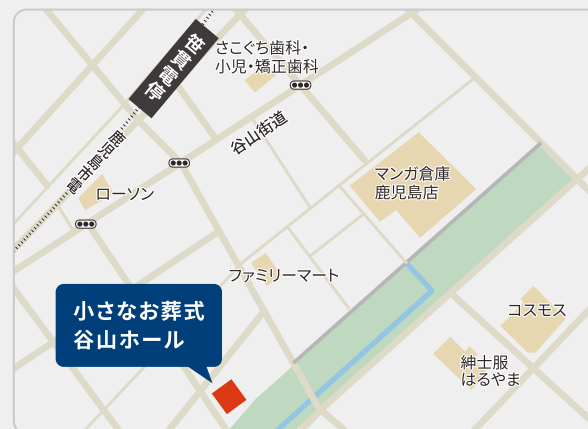 笹貫電停
さこぐち歯科・
小児・矯正歯科
谷山街道
鹿児島市電
マンガ倉庫
鹿児島店
ローソン
ファミリーマート
小さなお葬式
谷山ホール
コスモス
紳士服
はるやま